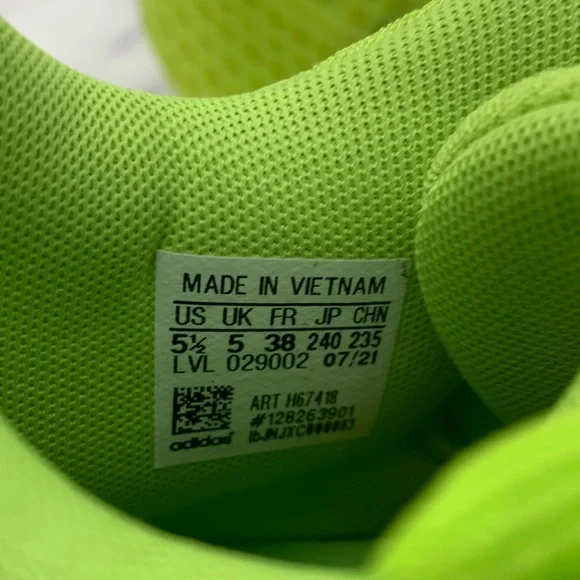 MADE IN VIETNAM
US UK FR JP CHN
5½ 5 38 240 235
LVL 029002 07/21
ART H67418
#128263901
adidas